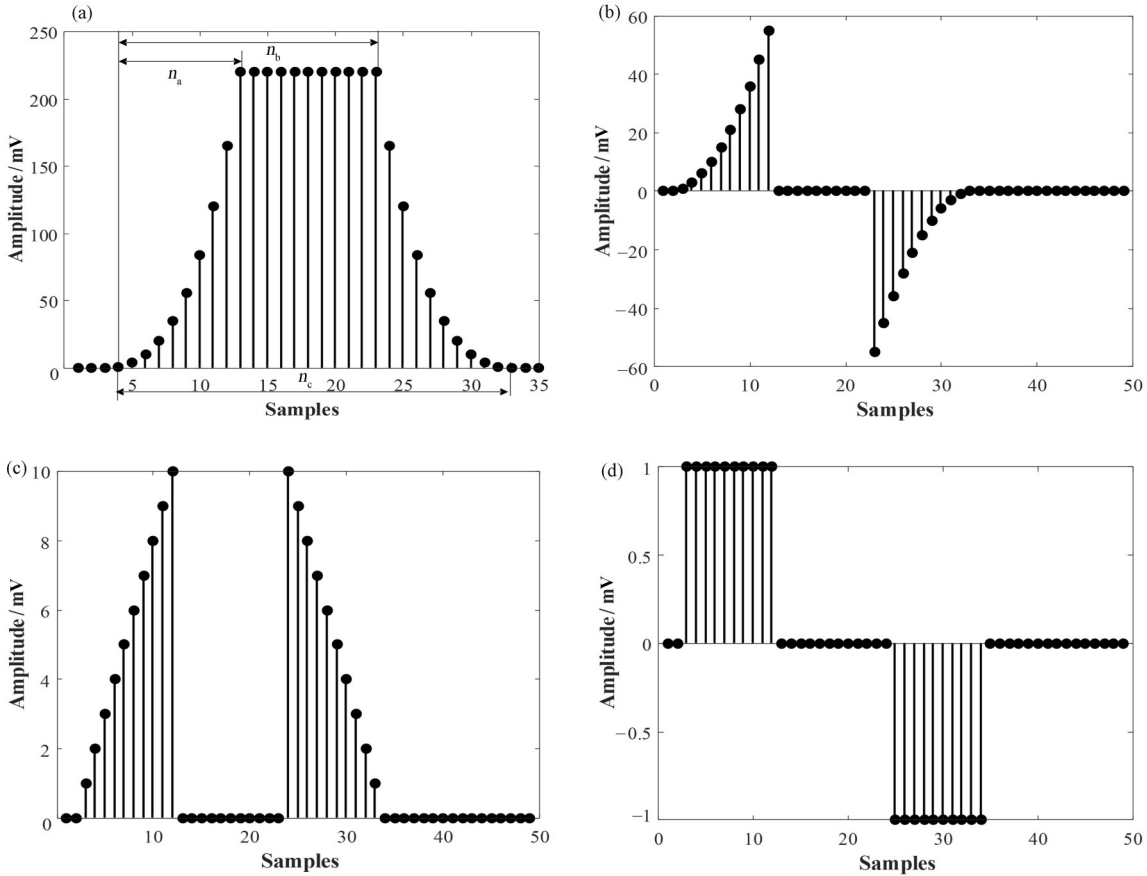 (a)
250
200
150
100
50
0
Amplitude / mV
n_b
n_a
n_c
5 10 15 20 25 30 35
Samples
(b)
60
40
20
0
−20
−40
−60
Amplitude / mV
0 10 20 30 40 50
Samples
(c)
10
8
6
4
2
0
Amplitude / mV
10 20 30 40 50
Samples
(d)
1
0.5
0
−0.5
−1
Amplitude / mV
0 10 20 30 40 50
Samples